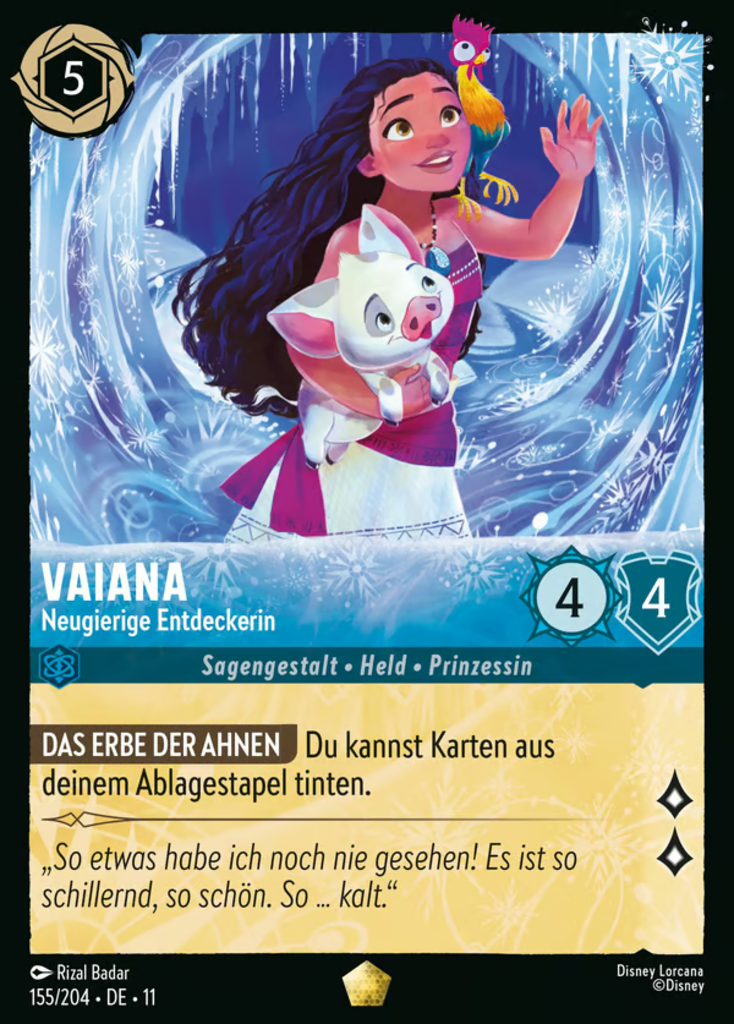 5
VAIANA
Neugierige Entdeckerin
4
4
Sagengestalt • Held • Prinzessin
DAS ERBE DER AHNEN Du kannst Karten aus
deinem Ablagestapel tinten.
„So etwas habe ich noch nie gesehen! Es ist so
schillernd, so schön. So ... kalt.“
Rizal Badar
155/204 • DE • 11
Disney Lorcana
©Disney